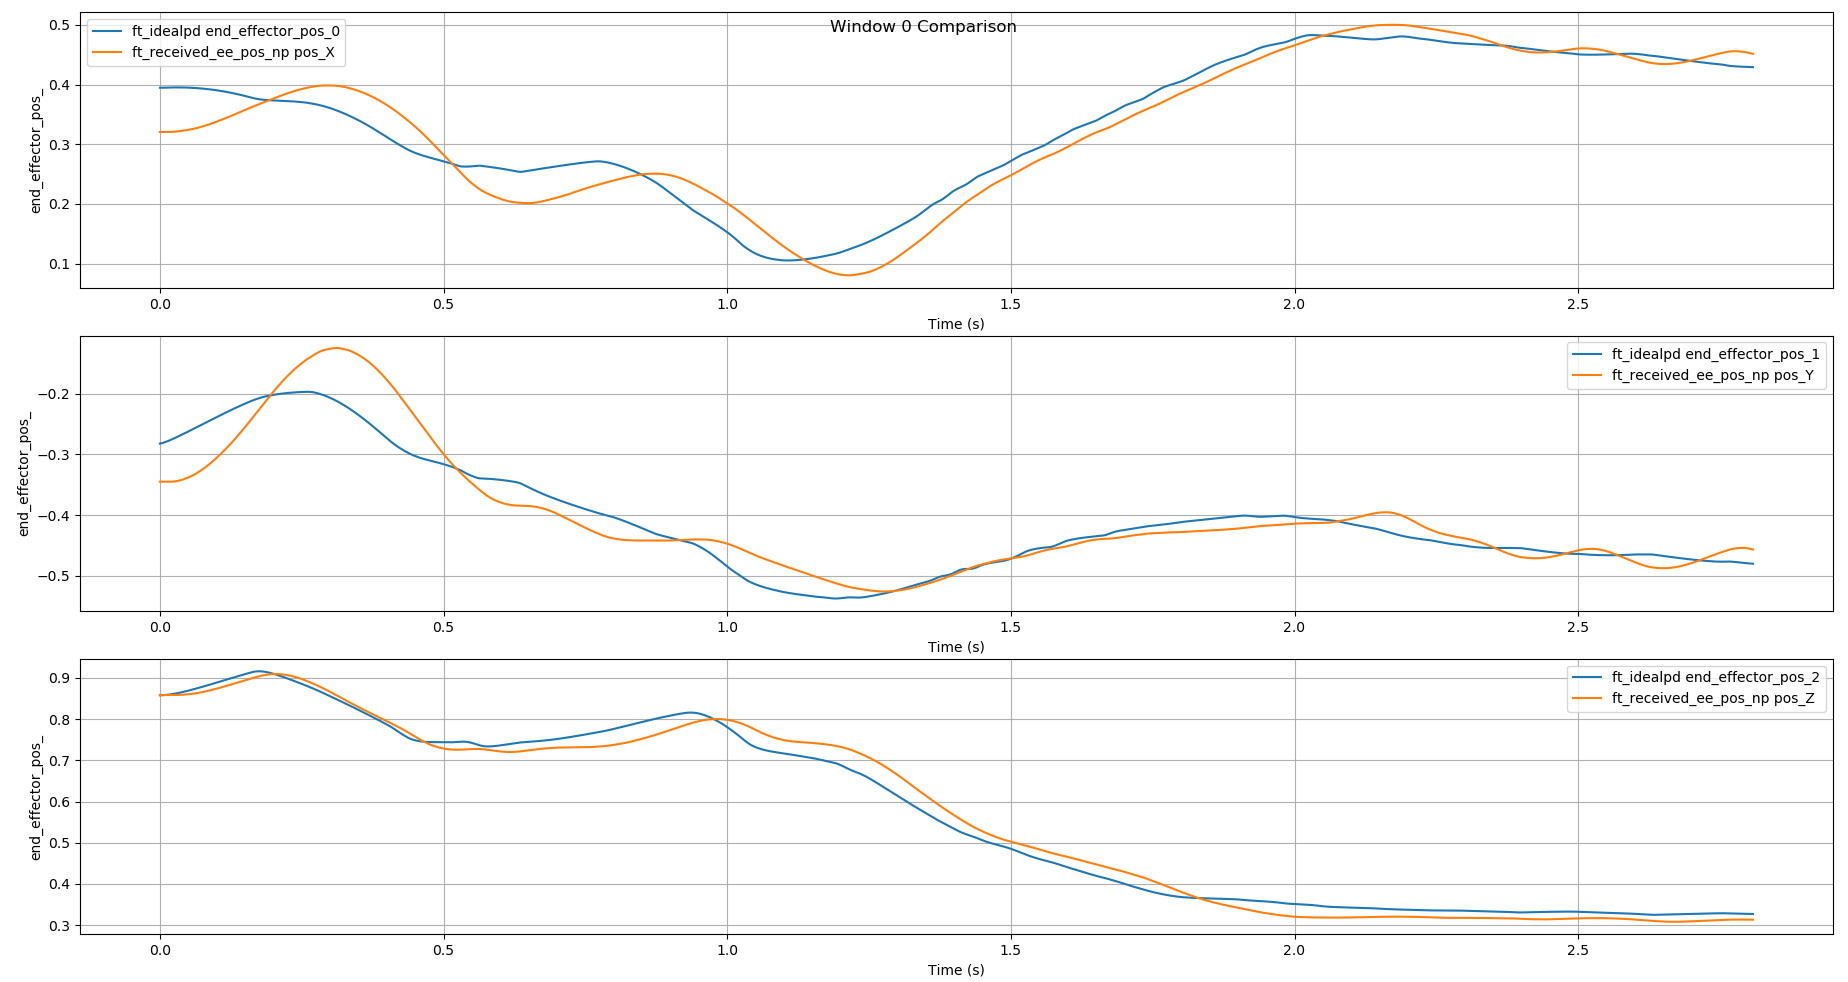 Window 0 Comparison
ft_idealpd end_effector_pos_0
ft_received_ee_pos_np pos_X
end_effector_pos_
0.5
0.4
0.3
0.2
0.1
0.0 0.5 1.0 1.5 2.0 2.5
Time (s)
ft_idealpd end_effector_pos_1
ft_received_ee_pos_np pos_Y
end_effector_pos_
−0.2
−0.3
−0.4
−0.5
0.0 0.5 1.0 1.5 2.0 2.5
Time (s)
ft_idealpd end_effector_pos_2
ft_received_ee_pos_np pos_Z
end_effector_pos_
0.9
0.8
0.7
0.6
0.5
0.4
0.3
0.0 0.5 1.0 1.5 2.0 2.5
Time (s)